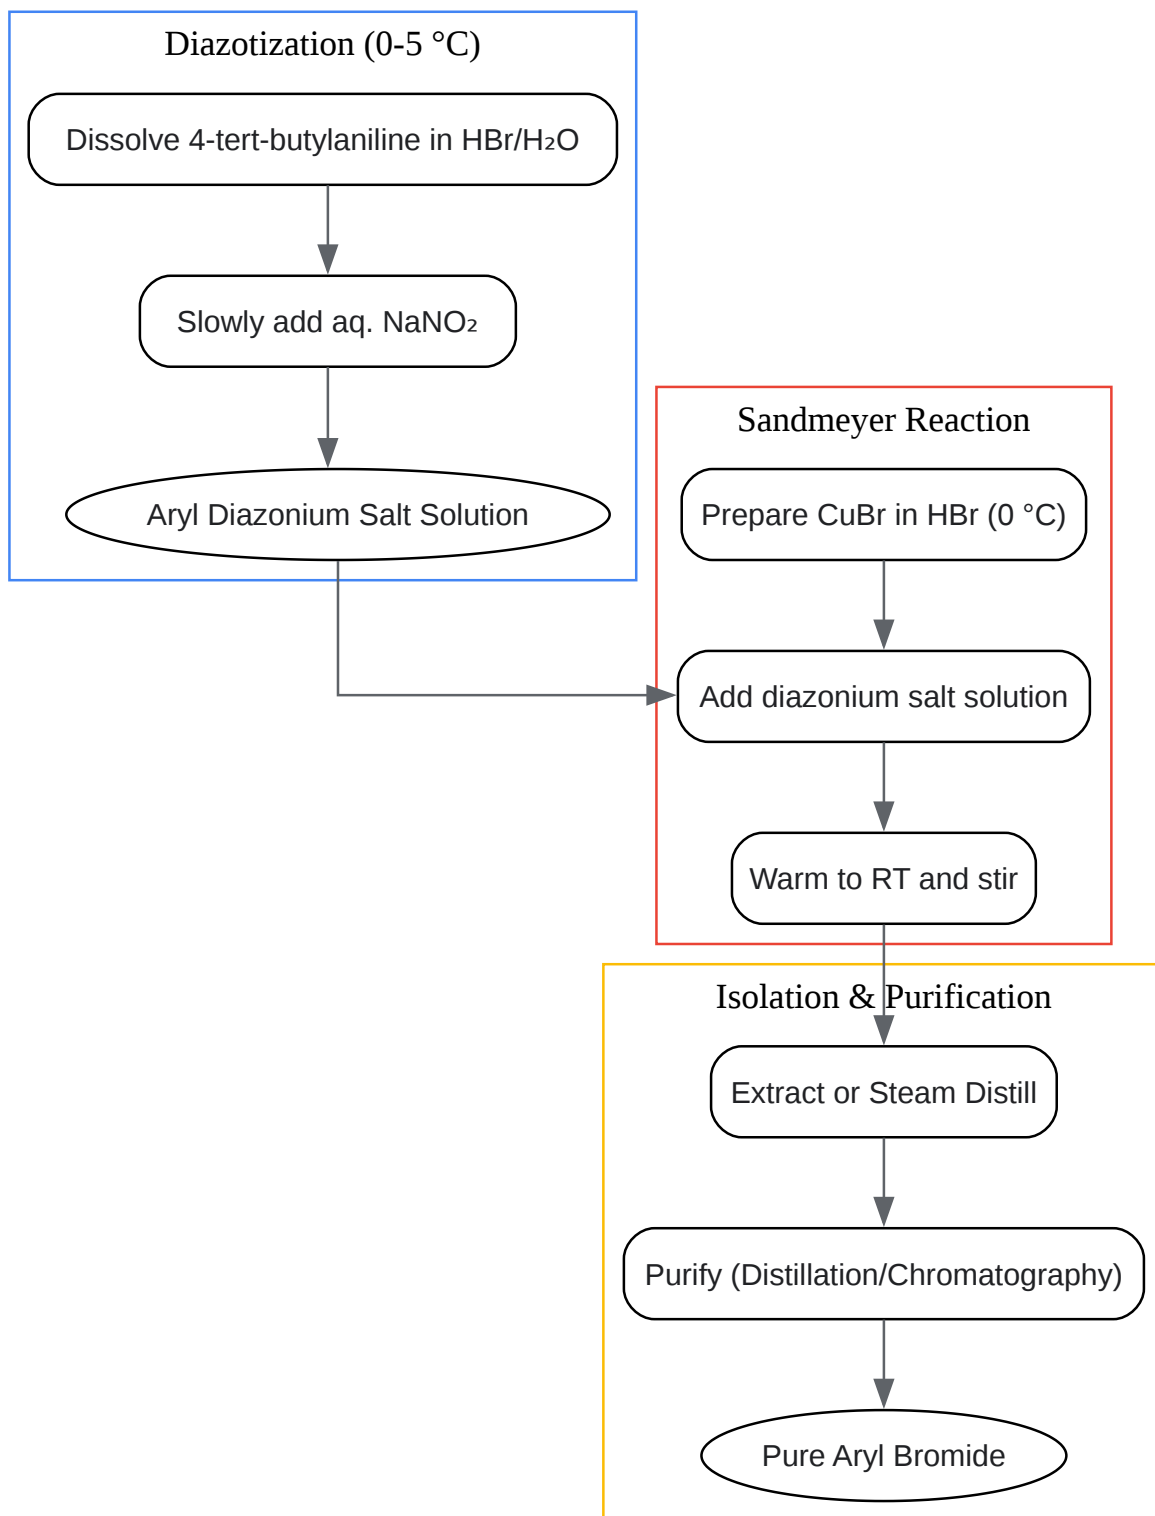 Diazotization (0-5 °C)
Dissolve 4-tert-butylaniline in HBr/H₂O
Slowly add aq. NaNO₂
Aryl Diazonium Salt Solution
Sandmeyer Reaction
Prepare CuBr in HBr (0 °C)
Add diazonium salt solution
Warm to RT and stir
Isolation & Purification
Extract or Steam Distill
Purify (Distillation/Chromatography)
Pure Aryl Bromide